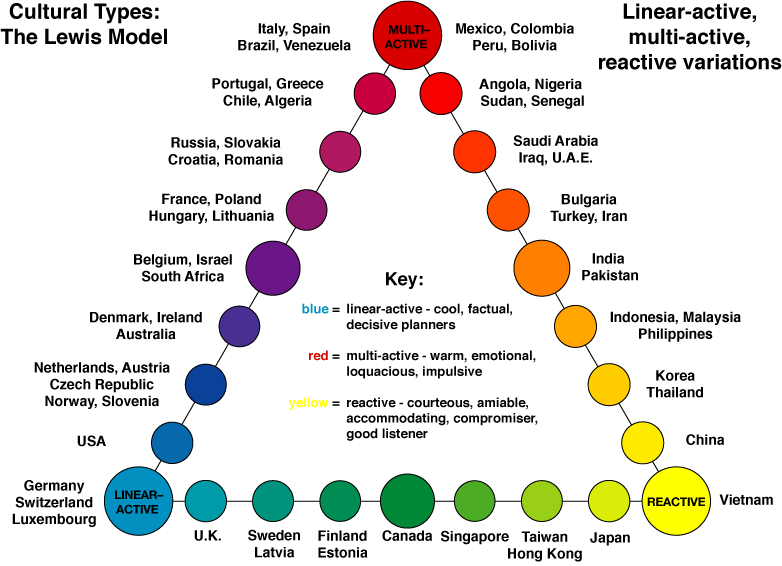 Cultural Types:
The Lewis Model
Linear-active,
multi-active,
reactive variations
MULTI-
ACTIVE
Italy, Spain
Brazil, Venezuela
Mexico, Colombia
Peru, Bolivia
Portugal, Greece
Chile, Algeria
Angola, Nigeria
Sudan, Senegal
Russia, Slovakia
Croatia, Romania
Saudi Arabia
Iraq, U.A.E.
France, Poland
Hungary, Lithuania
Bulgaria
Turkey, Iran
Belgium, Israel
South Africa
India
Pakistan
Denmark, Ireland
Australia
Indonesia, Malaysia
Philippines
Netherlands, Austria
Czech Republic
Norway, Slovenia
Korea
Thailand
USA
China
Key:
blue = linear-active - cool, factual,
decisive planners
red = multi-active - warm, emotional,
loquacious, impulsive
yellow = reactive - courteous, amiable,
accommodating, compromiser,
good listener
Germany
Switzerland
Luxembourg
LINEAR-
ACTIVE
REACTIVE
Vietnam
U.K.
Sweden
Latvia
Finland
Estonia
Canada
Singapore
Taiwan
Hong Kong
Japan